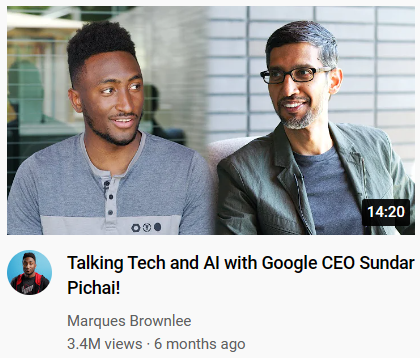 14:20
Talking Tech and AI with Google CEO Sundar
Pichai!
Marques Brownlee
3.4M views · 6 months ago